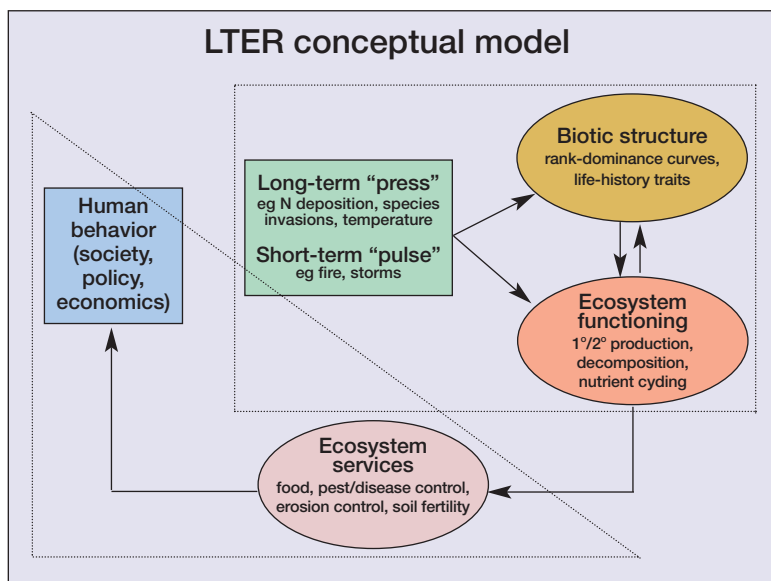 LTER conceptual model
Biotic structure
rank-dominance curves,
life-history traits
Long-term “press”
eg N deposition, species
invasions, temperature
Short-term “pulse”
eg fire, storms
Human
behavior
(society,
policy,
economics)
Ecosystem
functioning
1°/2° production,
decomposition,
nutrient cyding
Ecosystem
services
food, pest/disease control,
erosion control, soil fertility